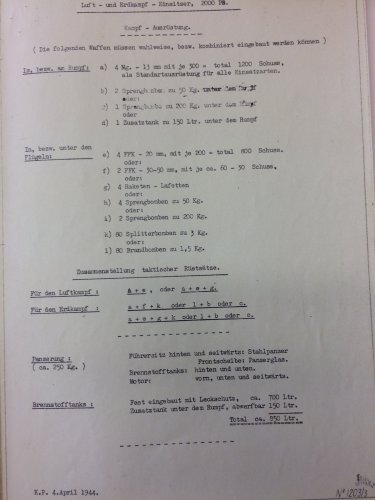 Luft - und Erdkampf - Einsitzer, 2000 PS.
Kampf - Ausrüstung.
( Die folgenden Waffen müssen wahlweise, bezw. kombiniert eingebaut werden können )
In, bezw. am Rumpf: a) 4 Mg. - 13 mm mit je 300 = total 1200 Schuss,
als Standartausrüstung für alle Einsatzarten.
b) 2 Sprengbomben zu 50 Kg. unter dem
oder:
c) 1 Sprengbombe zu 200 Kg. unter dem Rumpf
oder
d) 1 Zusatztank zu 150 Ltr. unter dem Rumpf
In, bezw. unter den
Flügeln: e) 4 FFK - 20 mm, mit je 200 = total 800 Schuss,
oder:
f) 2 FFK - 30-50 mm, mit je ca. 60 - 30 Schuss,
oder:
g) 4 Raketen - Lafetten
oder:
h) 4 Sprengbomben zu 50 Kg.
oder:
i) 2 Sprengbomben zu 200 Kg.
k) 80 Splitterbomben zu 3 Kg.
oder:
l) 80 Brandbomben zu 1,5 Kg.
Zusammenstellung taktischer Rüstsätze.
Für den Luftkampf : a + e, oder a + e + g.
Für den Erdkampf : a + f + k oder l + b oder c.
a + e + g + k oder l + b oder c.
Panzerung : Führersitz hinten und seitwärts: Stahlpanzer
( ca. 250 Kg. ) Frontscheibe: Panzerglas.
Brennstofftanks: hinten und unten.
Motor: vorn, unten und seitwärts.
Brennstofftanks : Fest eingebaut mit Leckschutz, ca. 700 Ltr.
Zusatztank unter dem Rumpf, abwerfbar 150 Ltr.
Total ca. 850 Ltr.
K.P. 4.April 1944.
N° 1203/3